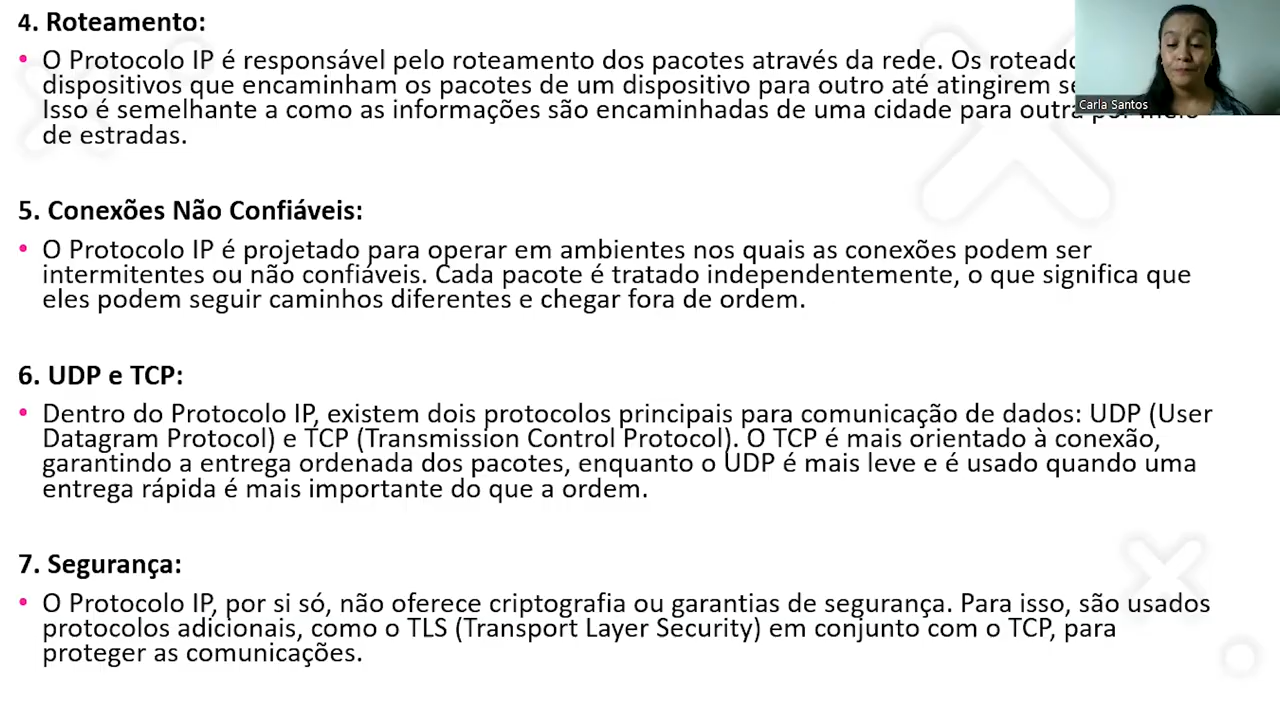 4. Roteamento:
• O Protocolo IP é responsável pelo roteamento dos pacotes através da rede. Os
dispositivos que encaminham os pacotes de um dispositivo para outro até atingirem
Isso é semelhante a como as informações são encaminhadas de uma cidade para outra por meio
de estradas.
Carla Santos
5. Conexões Não Confiáveis:
• O Protocolo IP é projetado para operar em ambientes nos quais as conexões podem ser
intermitentes ou não confiáveis. Cada pacote é tratado independentemente, o que significa que
eles podem seguir caminhos diferentes e chegar fora de ordem.
6. UDP e TCP:
• Dentro do Protocolo IP, existem dois protocolos principais para comunicação de dados: UDP (User
Datagram Protocol) e TCP (Transmission Control Protocol). O TCP é mais orientado à conexão,
garantindo a entrega ordenada dos pacotes, enquanto o UDP é mais leve e é usado quando uma
entrega rápida é mais importante do que a ordem.
7. Segurança:
• O Protocolo IP, por si só, não oferece criptografia ou garantias de segurança. Para isso, são usados
protocolos adicionais, como o TLS (Transport Layer Security) em conjunto com o TCP, para
proteger as comunicações.